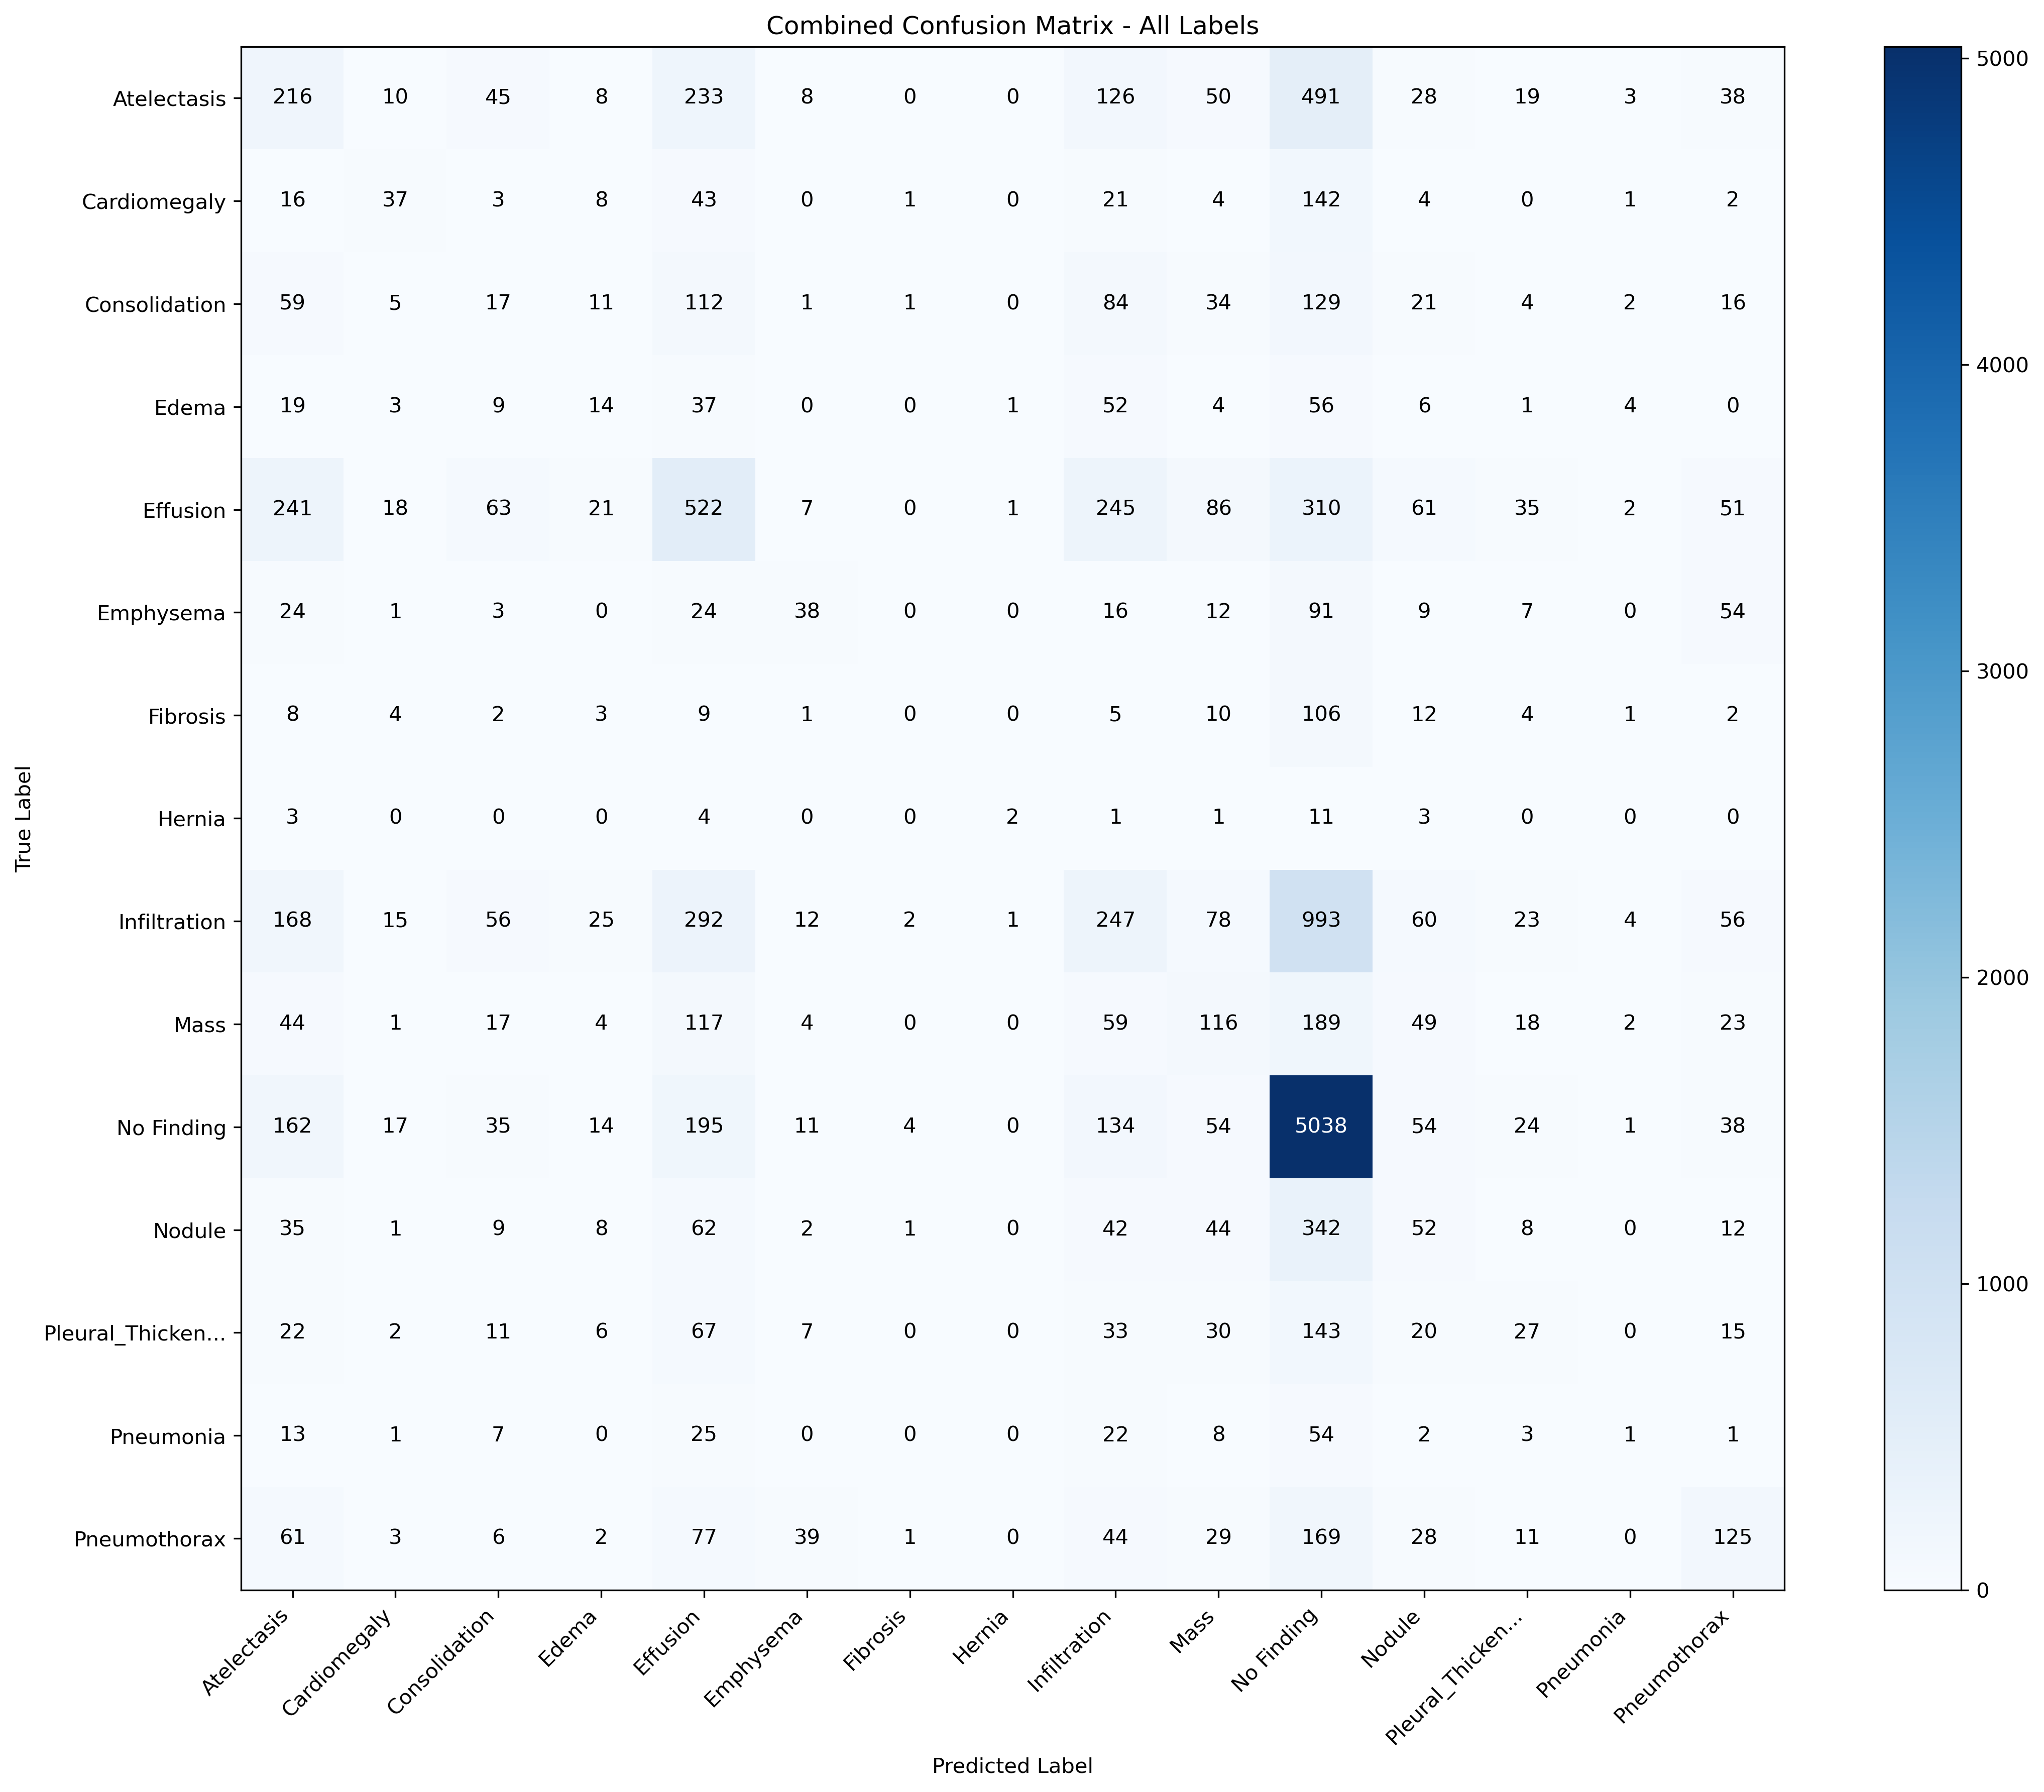 Combined Confusion Matrix - All Labels
Atelectasis 216 10 45 8 233 8 0 0 126 50 491 28 19 3 38
Cardiomegaly 16 37 3 8 43 0 1 0 21 4 142 4 0 1 2
Consolidation 59 5 17 11 112 1 1 0 84 34 129 21 4 2 16
Edema 19 3 9 14 37 0 0 1 52 4 56 6 1 4 0
Effusion 241 18 63 21 522 7 0 1 245 86 310 61 35 2 51
Emphysema 24 1 3 0 24 38 0 0 16 12 91 9 7 0 54
Fibrosis 8 4 2 3 9 1 0 0 5 10 106 12 4 1 2
Hernia 3 0 0 0 4 0 0 2 1 1 11 3 0 0 0
Infiltration 168 15 56 25 292 12 2 1 247 78 993 60 23 4 56
Mass 44 1 17 4 117 4 0 0 59 116 189 49 18 2 23
No Finding 162 17 35 14 195 11 4 0 134 54 5038 54 24 1 38
Nodule 35 1 9 8 62 2 1 0 42 44 342 52 8 0 12
Pleural_Thicken... 22 2 11 6 67 7 0 0 33 30 143 20 27 0 15
Pneumonia 13 1 7 0 25 0 0 0 22 8 54 2 3 1 1
Pneumothorax 61 3 6 2 77 39 1 0 44 29 169 28 11 0 125
True Label
Atelectasis Cardiomegaly Consolidation Edema Effusion Emphysema Fibrosis Hernia Infiltration Mass No Finding Nodule Pleural_Thicken... Pneumonia Pneumothorax
Predicted Label
5000
4000
3000
2000
1000
0